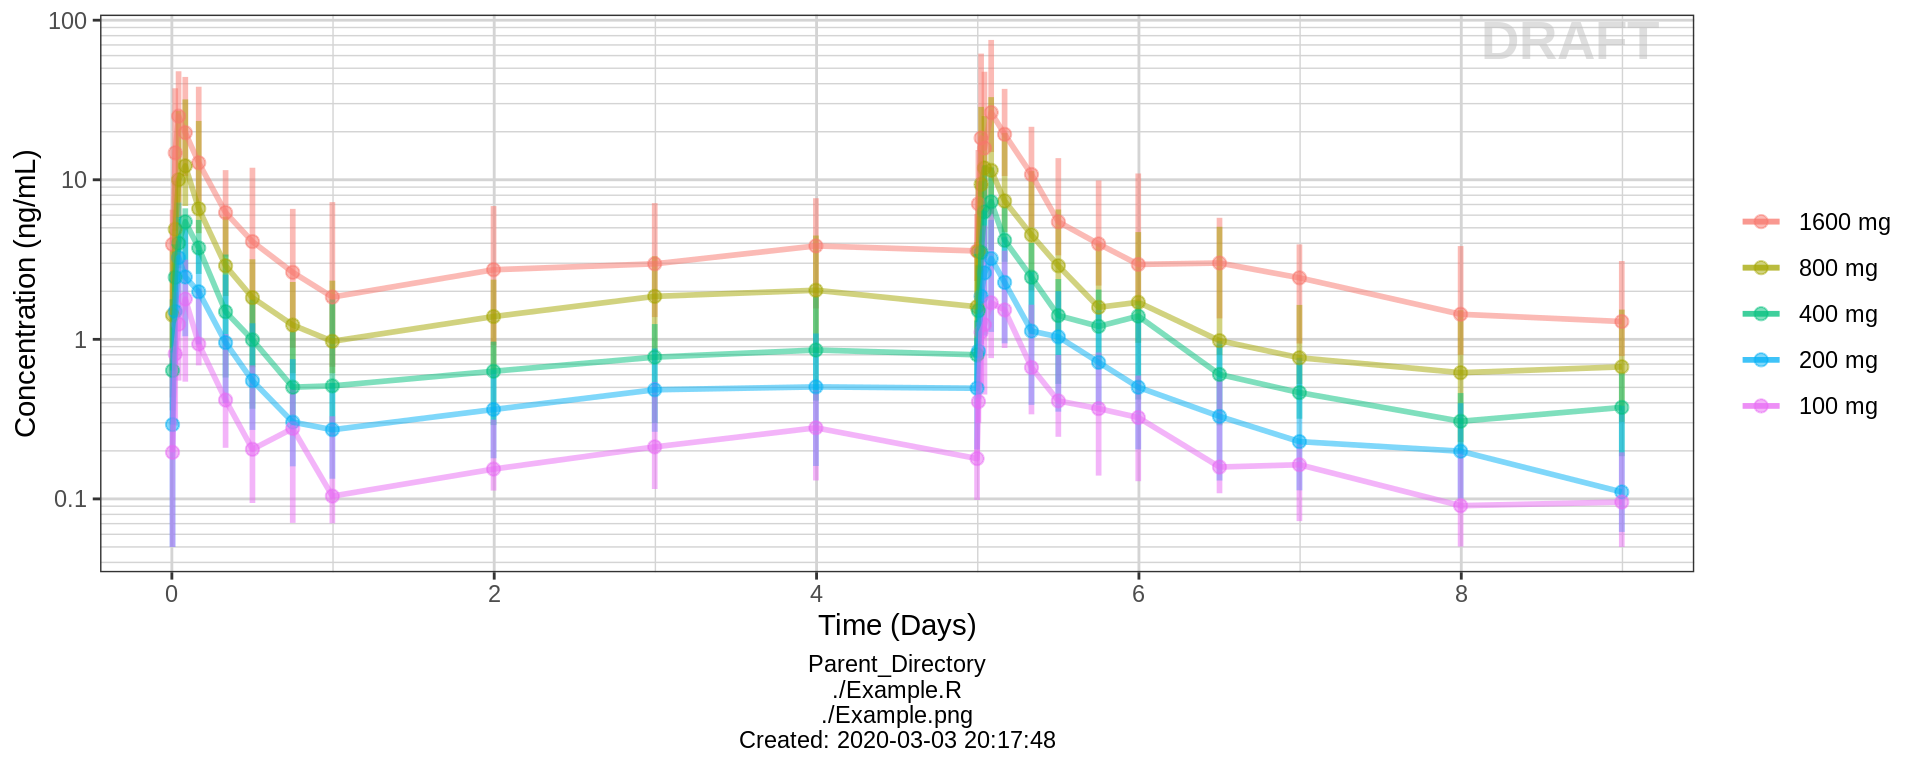 DRAFT
Concentration (ng/mL)
100
10
1
0.1
0 2 4 6 8
Time (Days)
1600 mg
800 mg
400 mg
200 mg
100 mg
Parent_Directory
./Example.R
./Example.png
Created: 2020-03-03 20:17:48